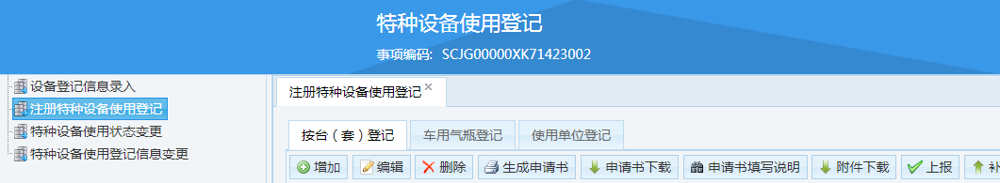 特种设备使用登记
事项编码: SCJG00000XK71423002
设备登记信息录入
注册特种设备使用登记
特种设备使用状态变更
特种设备使用登记信息变更
注册特种设备使用登记
按台（套）登记 车用气瓶登记 使用单位登记
增加 编辑 删除 生成申请书 申请书下载 申请书填写说明 附件下载 上报